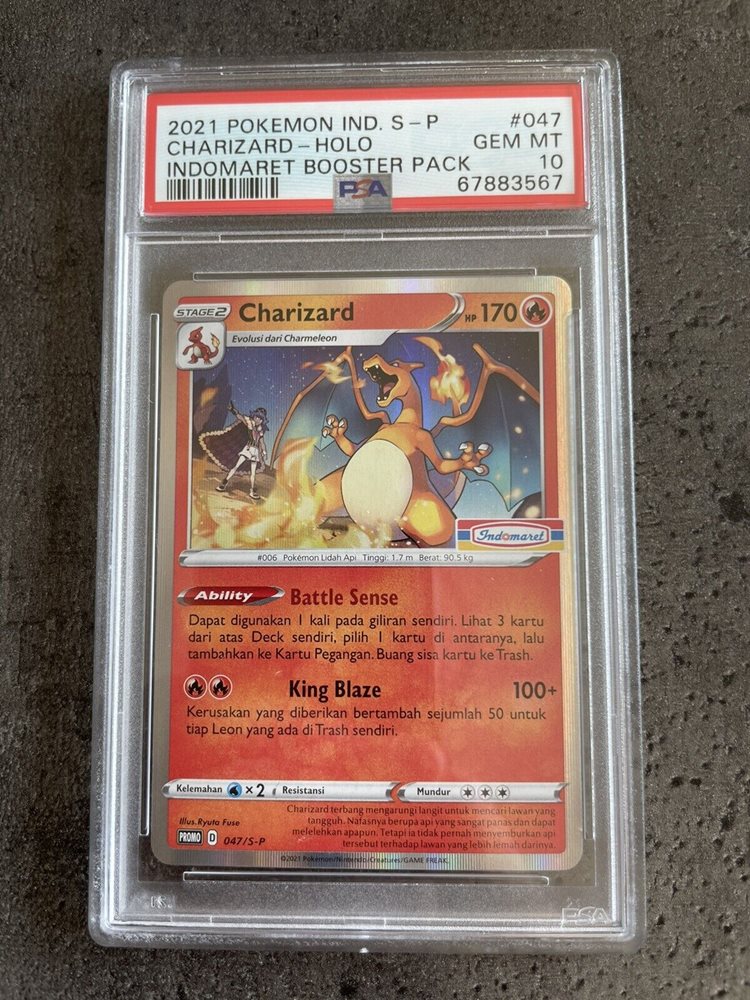 2021 POKEMON IND. S-P #047
CHARIZARD-HOLO GEM MT
INDOMARET BOOSTER PACK 10
PSA 67883567
STAGE2 Charizard HP 170
Evolusi dari Charmeleon
Indomaret
#006 Pokémon Lidah Api Tinggi: 1.7 m Berat: 90.5 kg
Ability Battle Sense
Dapat digunakan 1 kali pada giliran sendiri. Lihat 3 kartu
dari atas Deck sendiri, pilih 1 kartu di antaranya, lalu
tambahkan ke Kartu Pegangan. Buang sisa kartu ke Trash.
King Blaze 100+
Kerusakan yang diberikan bertambah sejumlah 50 untuk
tiap Leon yang ada di Trash sendiri.
Kelemahan ×2 Resistansi Mundur
Illus. Ryuta Fuse
PROMO D 047/S-P
Charizard terbang mengarungi langit untuk mencari lawan yang
tangguh. Nafasnya berupa api yang sangat panas dan dapat
melelehkan apapun. Tetapi ia tidak pernah menyemburkan api
tersebut terhadap lawan yang lebih lemah darinya.
©2021 Pokémon/Nintendo/Creatures/GAME FREAK.
PSA